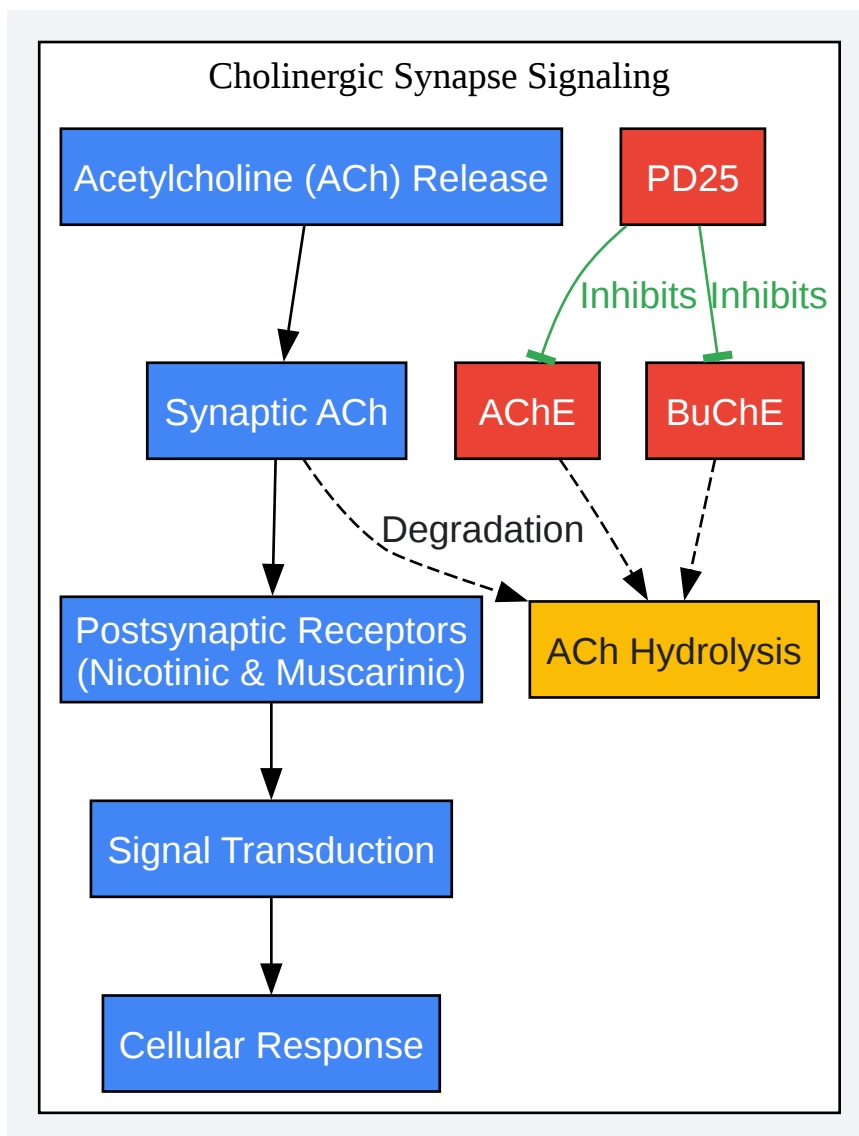 Cholinergic Synapse Signaling
Acetylcholine (ACh) Release
PD25
Inhibits
Inhibits
Synaptic ACh
AChE
BuChE
Degradation
Postsynaptic Receptors
(Nicotinic & Muscarinic)
ACh Hydrolysis
Signal Transduction
Cellular Response